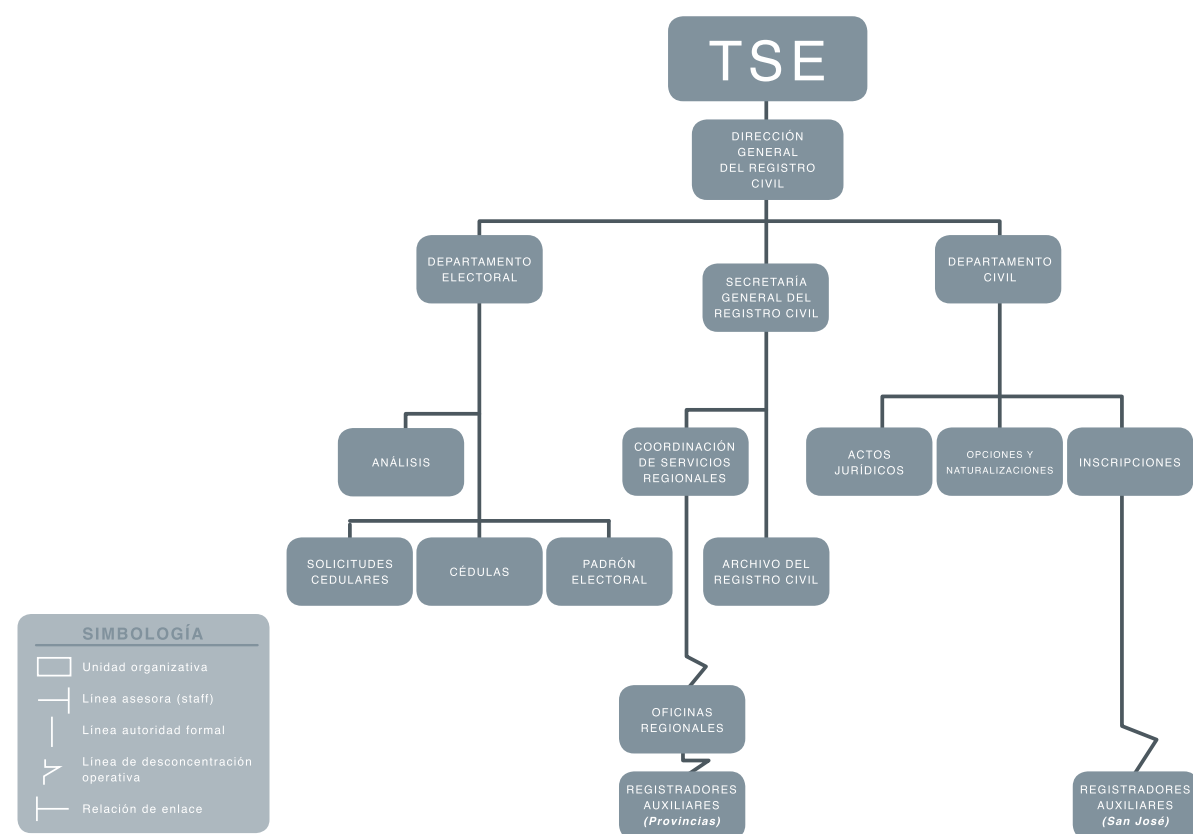 TSE
DIRECCIÓN
GENERAL
DEL REGISTRO
CIVIL
DEPARTAMENTO
ELECTORAL
SECRETARÍA
GENERAL DEL
REGISTRO CIVIL
DEPARTAMENTO
CIVIL
ANÁLISIS
COORDINACIÓN
DE SERVICIOS
REGIONALES
ACTOS
JURÍDICOS
OPCIONES Y
NATURALIZACIONES
INSCRIPCIONES
SOLICITUDES
CEDULARES
CÉDULAS
PADRÓN
ELECTORAL
ARCHIVO DEL
REGISTRO CIVIL
OFICINAS
REGIONALES
REGISTRADORES
AUXILIARES
(Provincias)
REGISTRADORES
AUXILIARES
(San José)
SIMBOLOGÍA
Unidad organizativa
Línea asesora (staff)
Línea autoridad formal
Línea de desconcentración
operativa
Relación de enlace